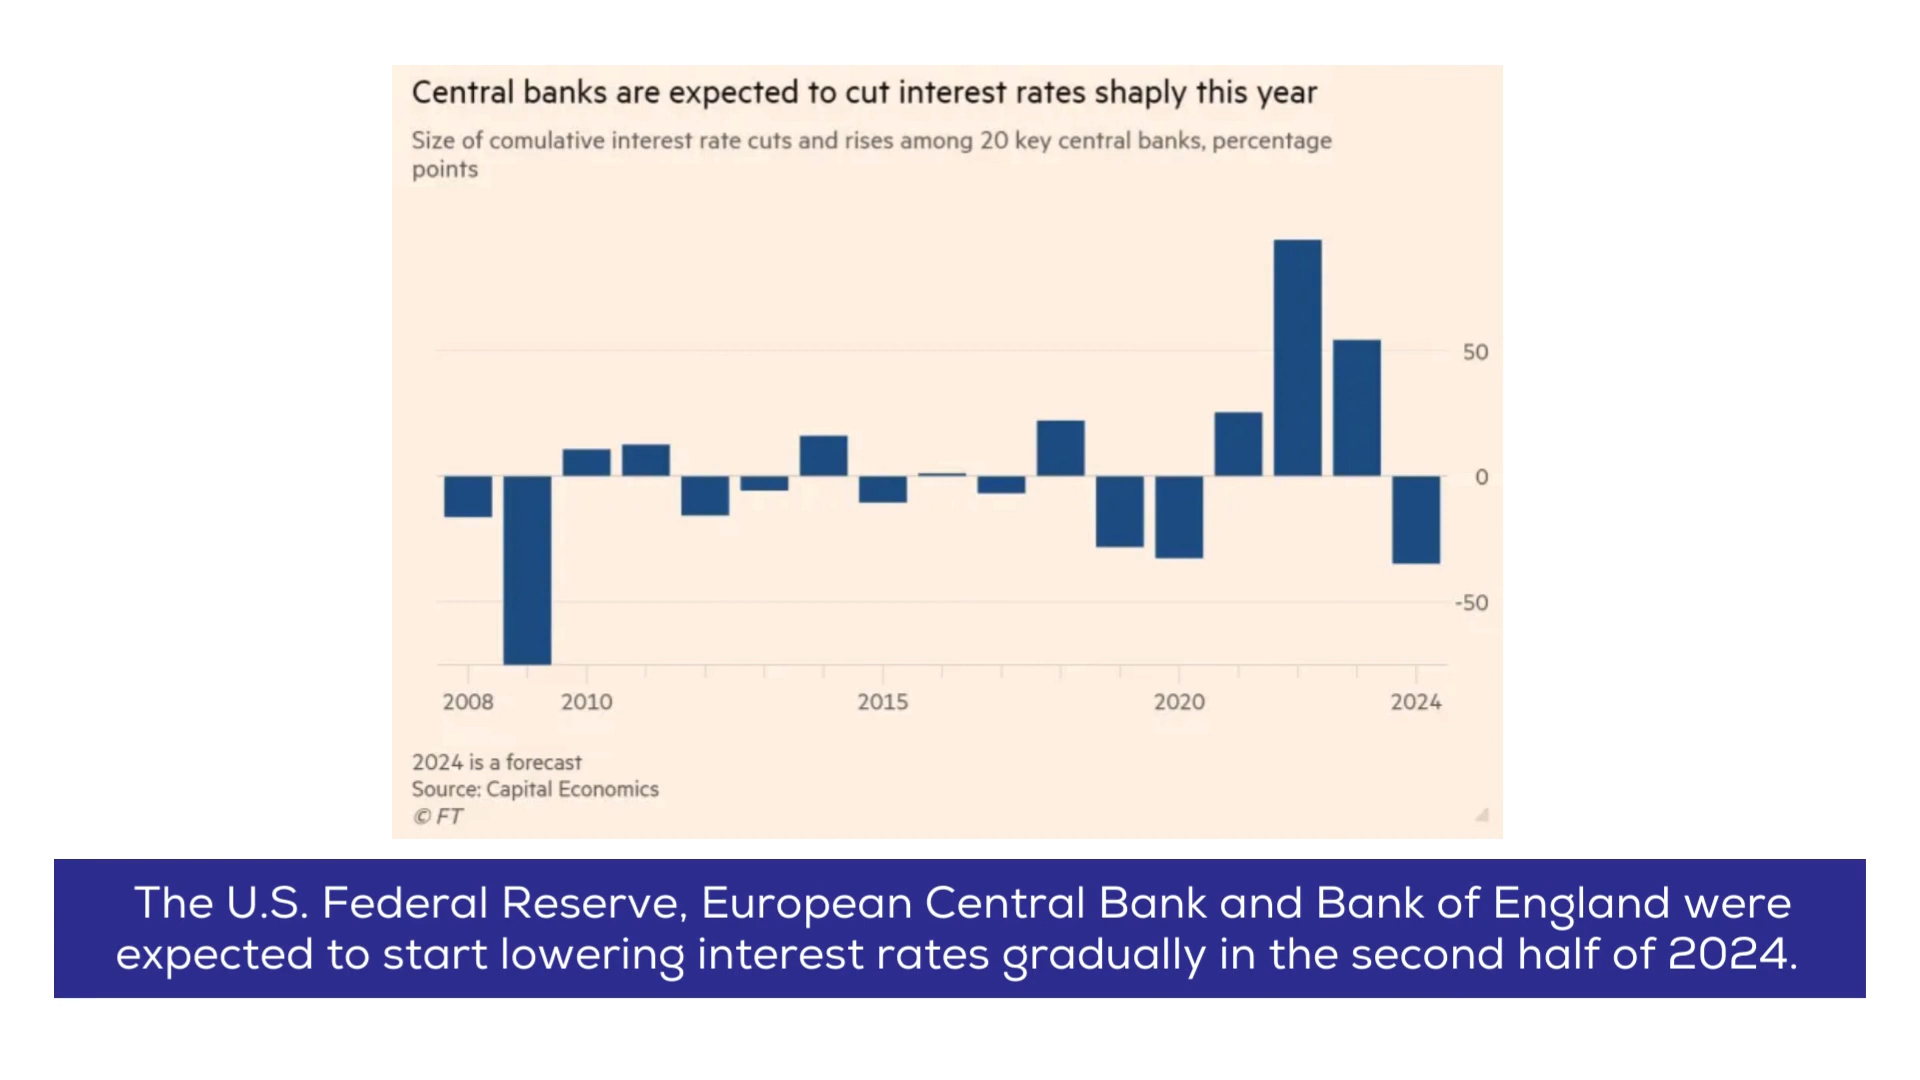 Central banks are expected to cut interest rates shaply this year
Size of comulative interest rate cuts and rises among 20 key central banks, percentage
points
50
0
-50
2008 2010 2015 2020 2024
2024 is a forecast
Source: Capital Economics
© FT
The U.S. Federal Reserve, European Central Bank and Bank of England were
expected to start lowering interest rates gradually in the second half of 2024.